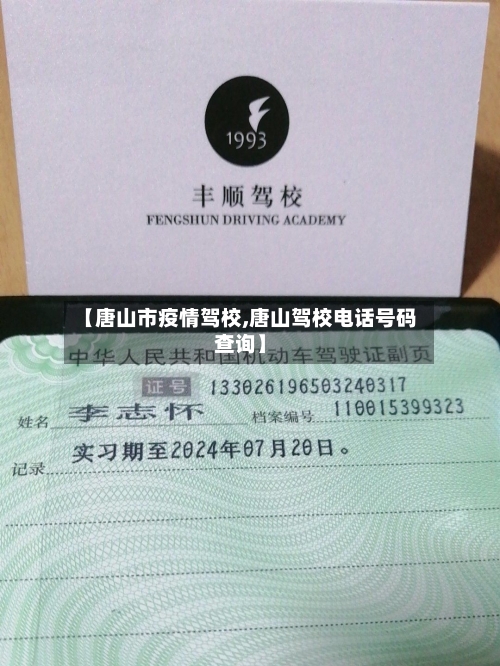 1993
丰顺驾校
FENGSHUN DRIVING ACADEMY
【唐山市疫情驾校,唐山驾校电话号码
查询】
中华人民共和国机动车驾驶证副页
证号 133026196503240317
姓名 李志怀 档案编号 110015399323
记录 实习期至2024年07月20日。